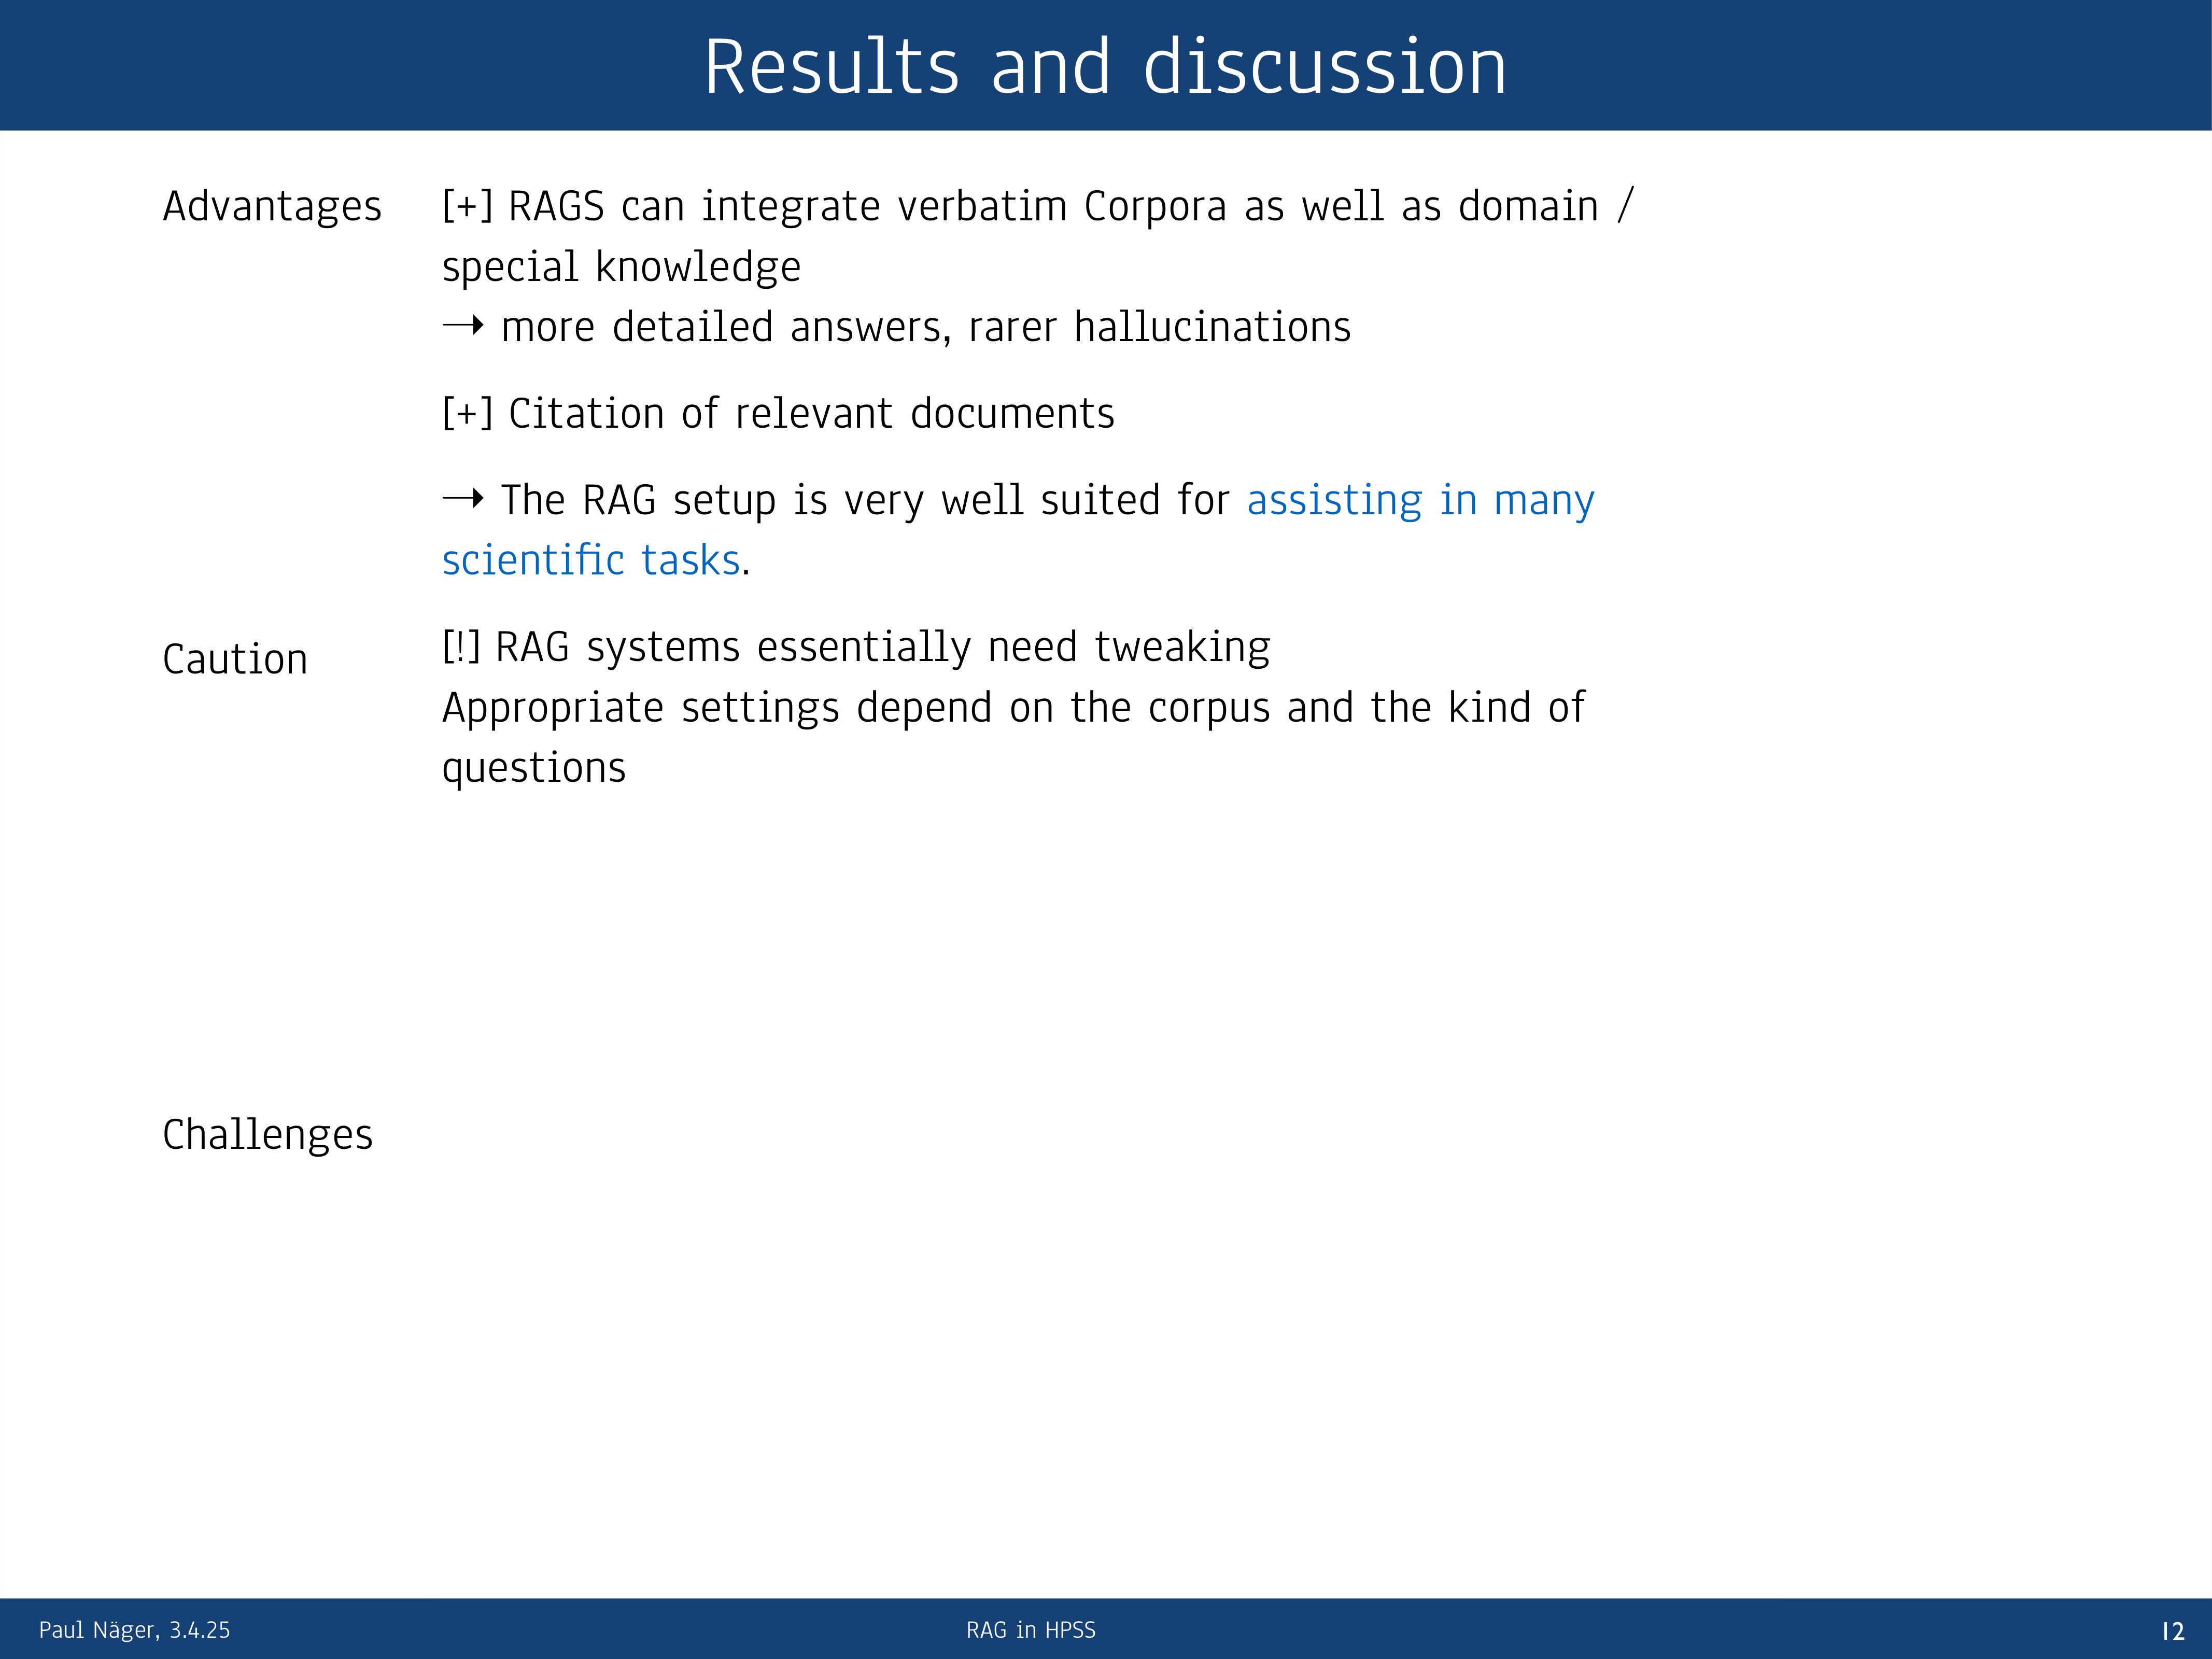 Results and discussion
Advantages
[+] RAGS can integrate verbatim Corpora as well as domain /
special knowledge
→ more detailed answers, rarer hallucinations
[+] Citation of relevant documents
→ The RAG setup is very well suited for assisting in many
scientific tasks.
Caution
[!] RAG systems essentially need tweaking
Appropriate settings depend on the corpus and the kind of
questions
Challenges
Paul Näger, 3.4.25
RAG in HPSS
12